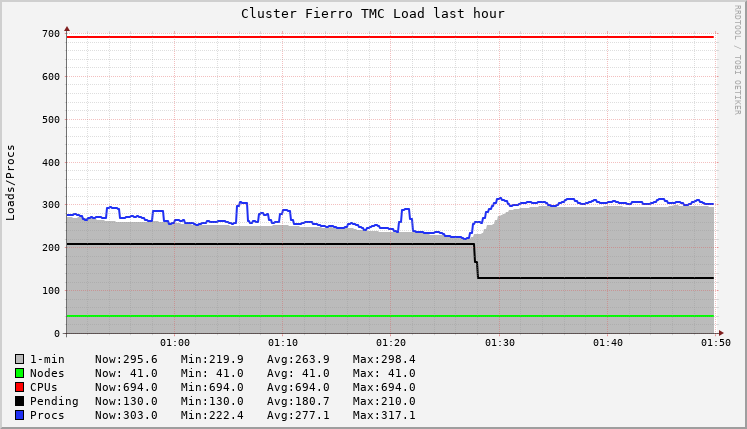 Cluster Fierro TMC Load last hour
RRDTOOL / TOBI OETIKER
Loads/Procs
700
600
500
400
300
200
100
0
01:00 01:10 01:20 01:30 01:40 01:50
1-min Now:295.6 Min:219.9 Avg:263.9 Max:298.4
Nodes Now: 41.0 Min: 41.0 Avg: 41.0 Max: 41.0
CPUs Now:694.0 Min:694.0 Avg:694.0 Max:694.0
Pending Now:130.0 Min:130.0 Avg:180.7 Max:210.0
Procs Now:303.0 Min:222.4 Avg:277.1 Max:317.1